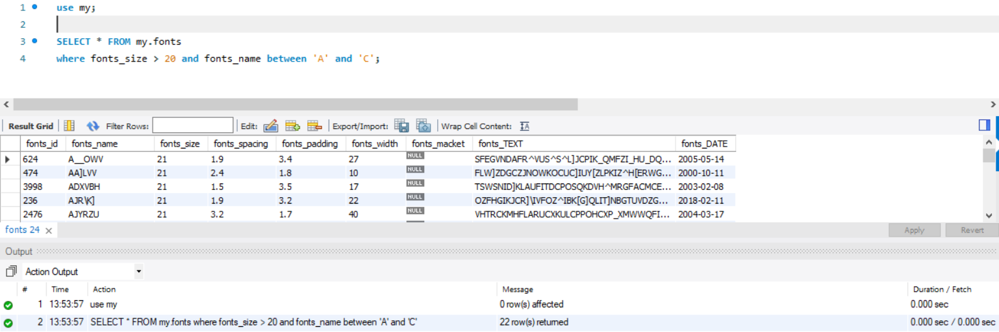 1 use my;
2
3 SELECT * FROM my.fonts
4 where fonts_size > 20 and fonts_name between 'A' and 'C';
Result Grid Filter Rows: Edit: Export/Import: Wrap Cell Content: IA
fonts_id fonts_name fonts_size fonts_spacing fonts_padding fonts_width fonts_macket fonts_TEXT fonts_DATE
624 A__OWV 21 1.9 3.4 27 NULL SFEGVNDAFR^VUS^S^L]JCPIK_QMFZI_HU_DQ... 2005-05-14
474 AA]LVV 21 2.4 1.8 10 NULL FLW]ZDGCZJNOWKOCUC]IUY[ZLPKIZ^H[ERWG... 2000-10-11
3998 ADXVBH 21 1.5 3.5 17 NULL TSWSNID]KLAUFITDCPOSQKDVH^MRGFACMCE... 2003-02-08
236 AJR\K] 21 1.9 3.2 22 NULL OZFHGIKJCR]\IVFOZ^IBK[G]QLIT]NBGTUVDZG... 2018-02-11
2476 AJYRZU 21 3.2 1.7 40 NULL VHTRCKMHFLARUCXKULCPPOHCXP_XMWWQFI... 2004-03-17
fonts 24 Apply Revert
Output
Action Output
# Time Action Message Duration / Fetch
1 13:53:57 use my 0 row(s) affected 0.000 sec
2 13:53:57 SELECT * FROM my.fonts where fonts_size > 20 and fonts_name between 'A' and 'C' 22 row(s) returned 0.000 sec / 0.000 sec